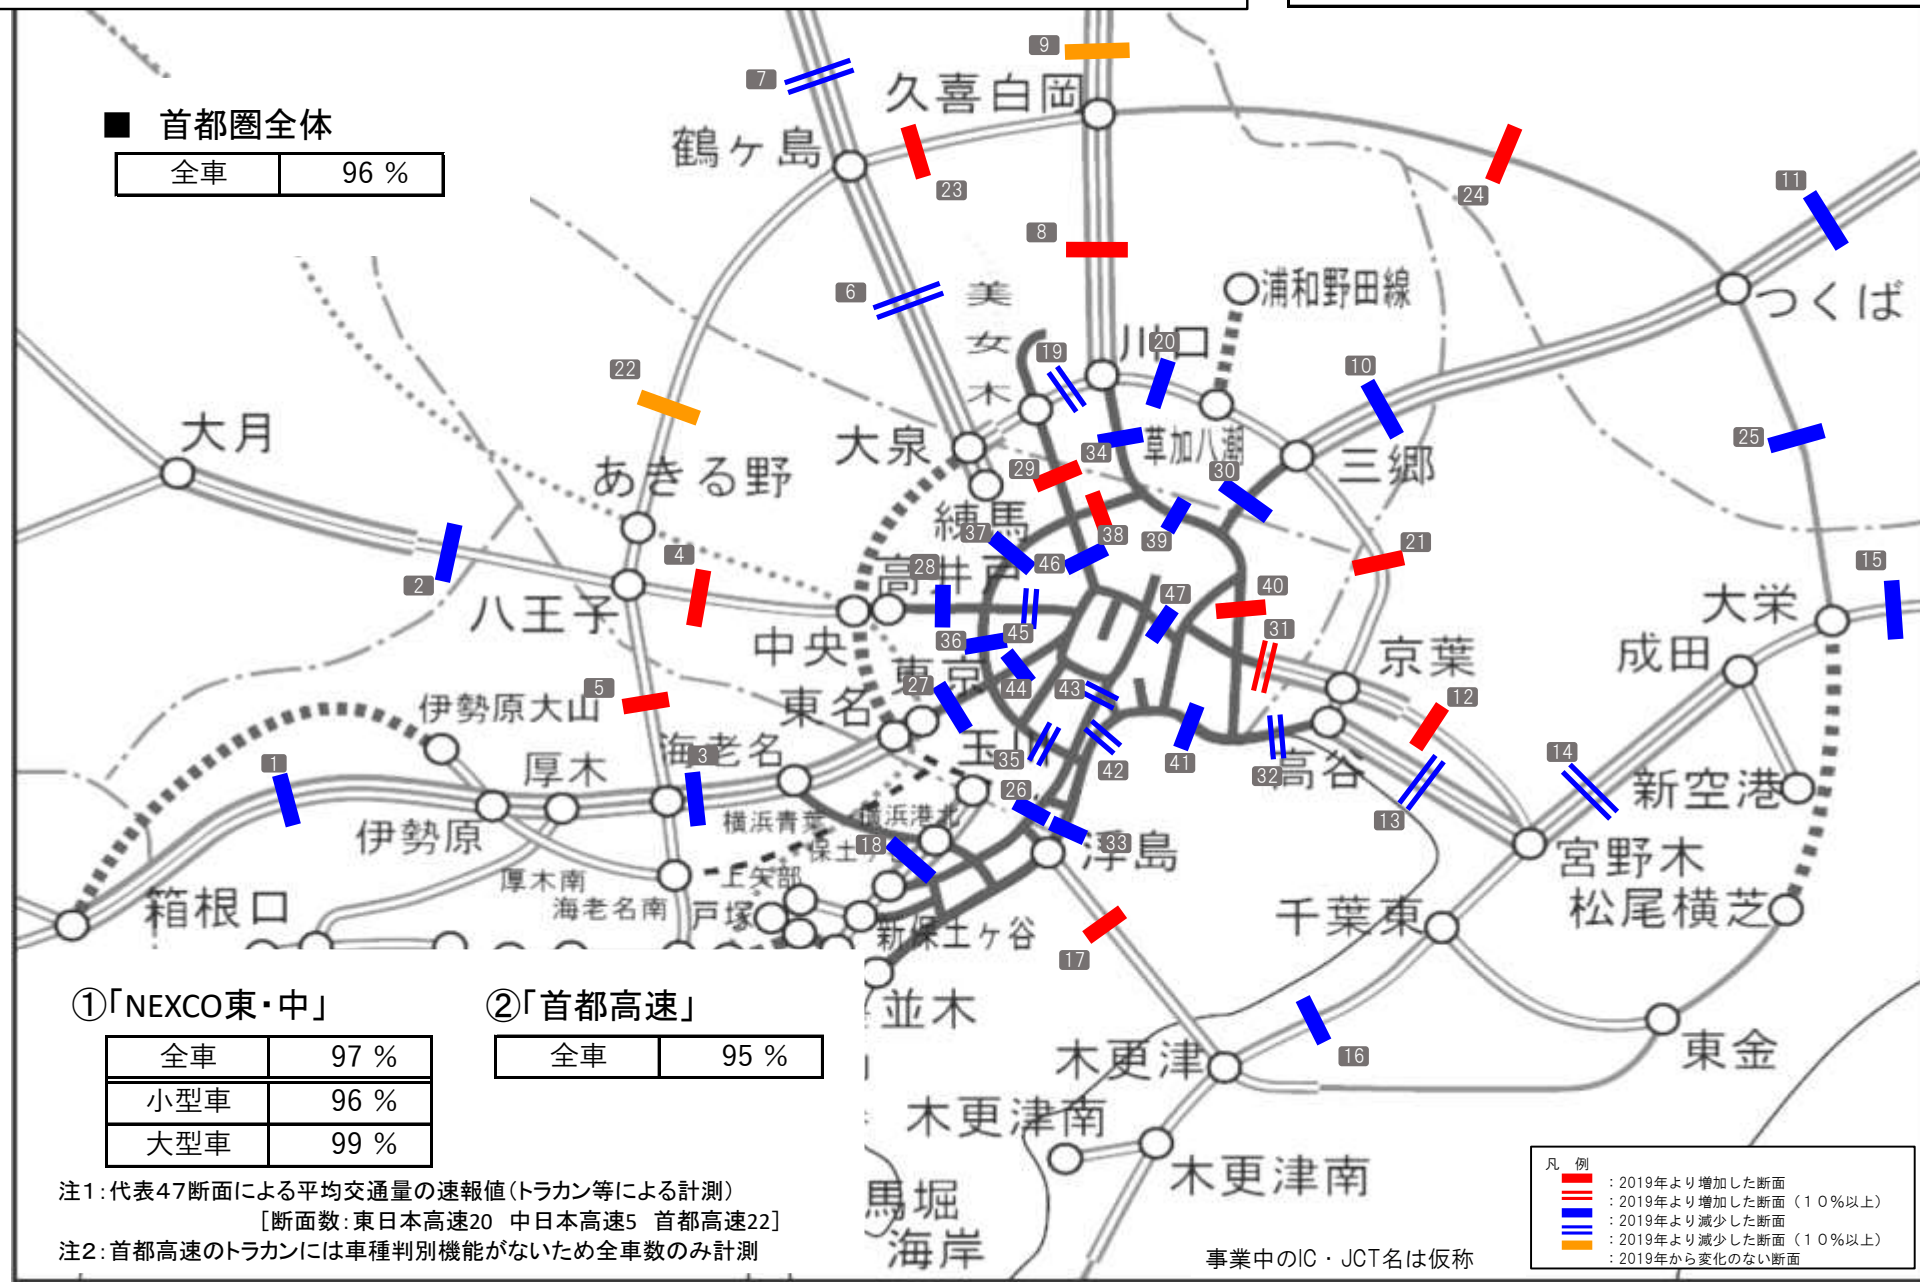 ■ 首都圏全体
全車 96 %
9
7
久喜白岡
鶴ヶ島
23
24
11
8
6
美女木
浦和野田線
つくば
19
川口
20
10
22
25
大月
大泉
34
草加八潮
三郷
あきる野
29
30
練馬
37
38
39
21
15
2
4
28
高井戸
46
47
40
大栄
八王子
中央
36
45
31
京葉
成田
5
伊勢原大山
東名
東京
27
44
43
12
1
厚木
海老名
3
玉川
35
42
41
32
高谷
14
新空港
伊勢原
横浜青葉
横浜港北
26
13
18
33
浮島
宮野木
厚木南
上矢部
箱根口
海老名南
戸塚
新保土ヶ谷
千葉東
松尾横芝
17
並木
16
木更津
東金
木更津南
木更津南
馬堀
海岸
①「NEXCO東・中」
全車 97 %
小型車 96 %
大型車 99 %
②「首都高速」
全車 95 %
注1：代表47断面による平均交通量の速報値（トラカン等による計測）
［断面数：東日本高速20 中日本高速5 首都高速22］
注2：首都高速のトラカンには車種判別機能がないため全車数のみ計測
事業中のIC・JCT名は仮称
凡 例
：2019年より増加した断面
：2019年より増加した断面（１０％以上）
：2019年より減少した断面
：2019年より減少した断面（１０％以上）
：2019年から変化のない断面